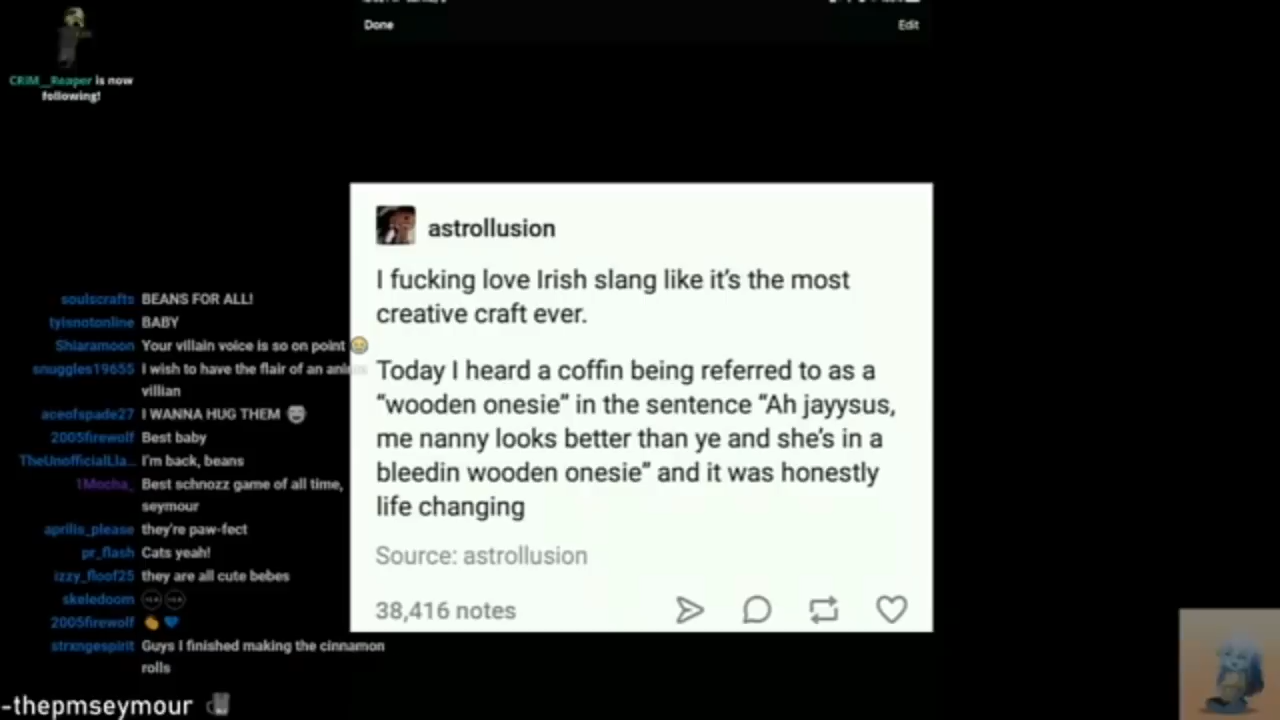 Done
Edit
CRIM__Reaper is now
following!
astrollusion
I fucking love Irish slang like it's the most
creative craft ever.
Today I heard a coffin being referred to as a
“wooden onesie” in the sentence “Ah jayysus,
me nanny looks better than ye and she's in a
bleedin wooden onesie” and it was honestly
life changing
Source: astrollusion
38,416 notes
soulscrafts BEANS FOR ALL!
tyisnotonline BABY
Shiaramoon Your villain voice is so on point
snuggles19655 I wish to have the flair of an
villian
aceofspade27 I WANNA HUG THEM
2005firewolf Best baby
TheUnofficialLla... I'm back, beans
1Mocha_ Best schnozz game of all time,
seymour
aprilis_please they're paw-fect
pr_flash Cats yeah!
izzy_floof25 they are all cute bebes
skeledoom
2005firewolf
strxngespirit Guys I finished making the cinnamon
rolls
-thepmseymour